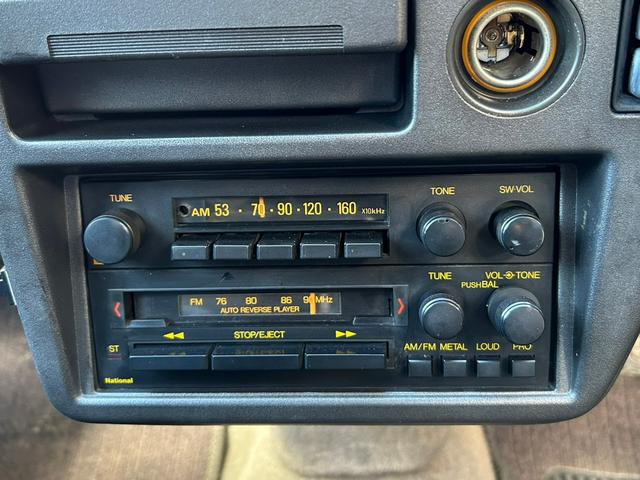 TUNE
TONE
SW·VOL
AM 53 · 70 · 90 · 120 · 160 X10kHz
TUNE
VOL TONE
PUSH BAL
FM 76 80 86 90 MHz
AUTO REVERSE PLAYER
STOP/EJECT
ST
AM/FM METAL LOUD PRO
National